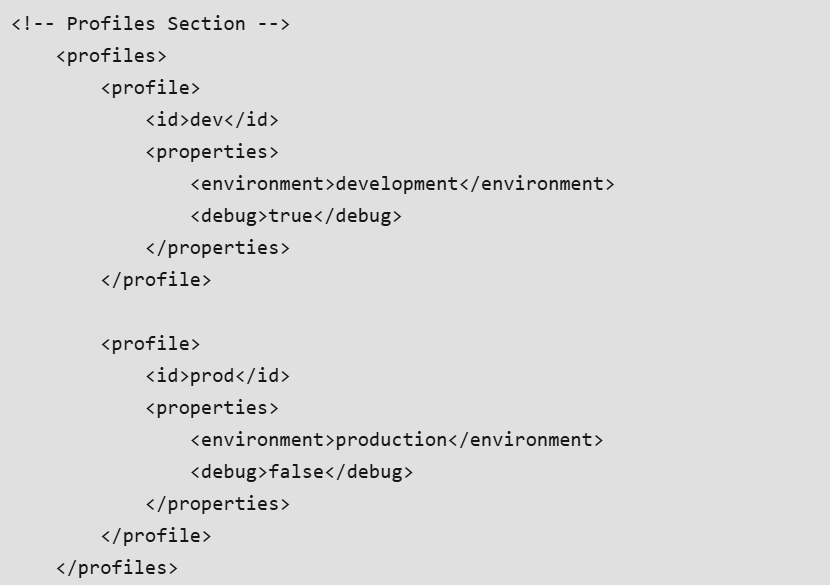 <!-- Profiles Section -->
    <profiles>
        <profile>
            <id>dev</id>
            <properties>
                <environment>development</environment>
                <debug>true</debug>
            </properties>
        </profile>

        <profile>
            <id>prod</id>
            <properties>
                <environment>production</environment>
                <debug>false</debug>
            </properties>
        </profile>
    </profiles>